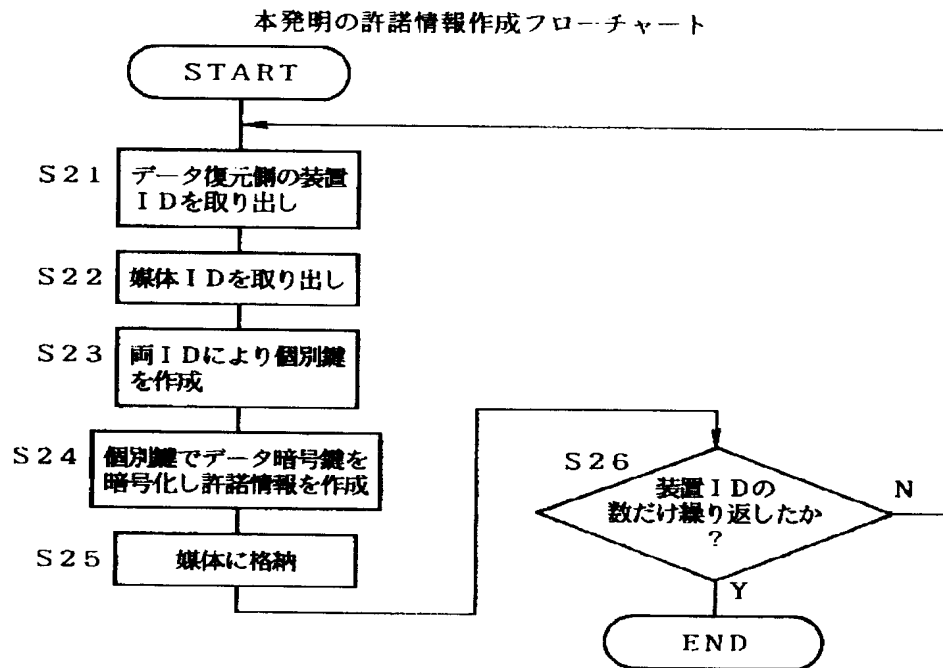 本発明の許諾情報作成フローチャート
START
S21
データ復元側の装置
IDを取り出し
S22
媒体IDを取り出し
S23
両IDにより個別鍵
を作成
S24
個別鍵でデータ暗号鍵を
暗号化し許諾情報を作成
S25
媒体に格納
S26
装置IDの
数だけ繰り返したか
?
N
Y
END